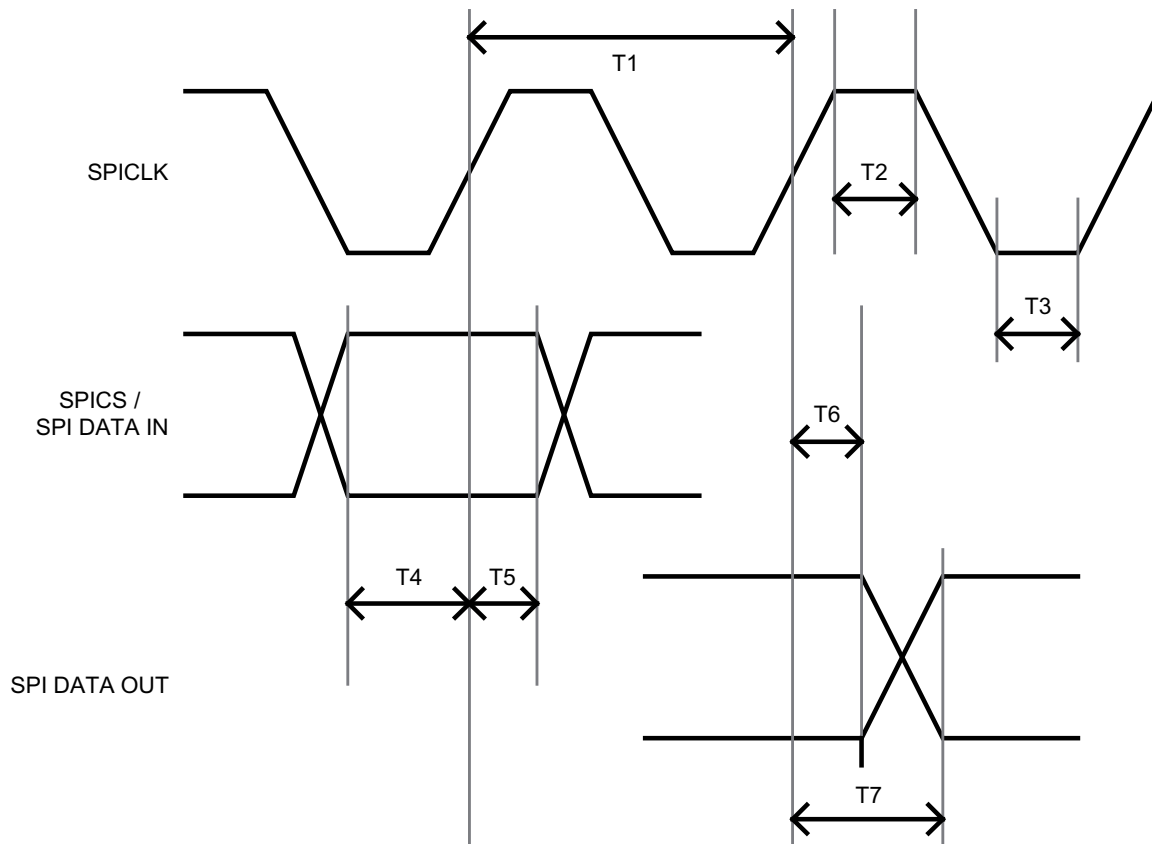 T1
SPICLK
T2
T3
SPICS /
SPI DATA IN
T6
T4
T5
SPI DATA OUT
T7